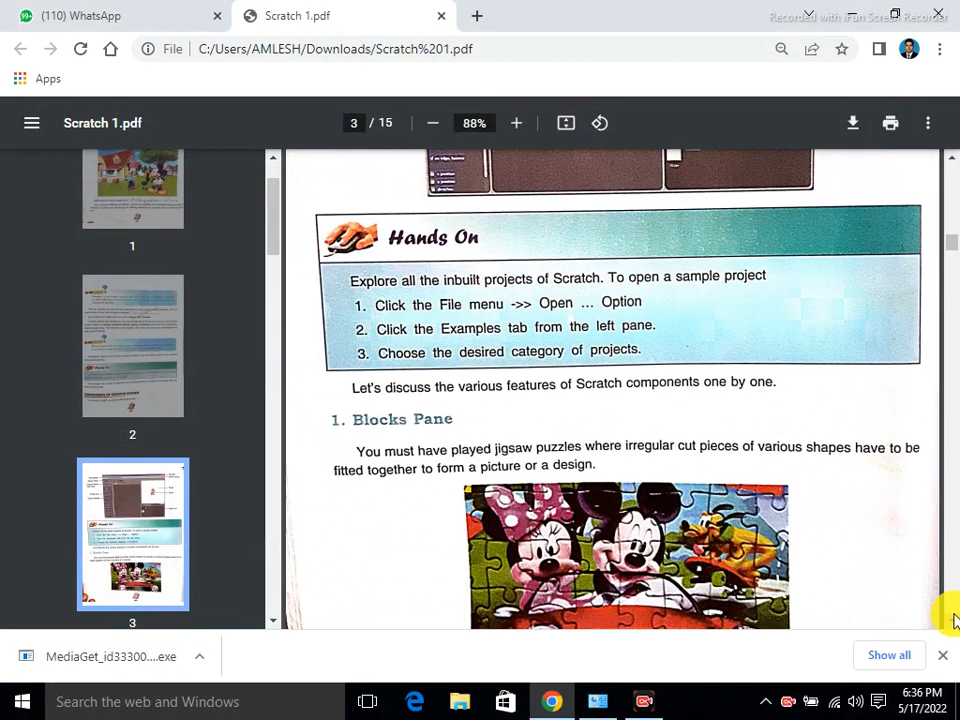 (110) WhatsApp
Scratch 1.pdf
Recorded with iFun Screen Recorder
File
C:/Users/AMLESH/Downloads/Scratch%201.pdf
Apps
Scratch 1.pdf
3 / 15
88%
1
2
3
Hands On
Explore all the inbuilt projects of Scratch. To open a sample project
1. Click the File menu ->> Open ... Option
2. Click the Examples tab from the left pane.
3. Choose the desired category of projects.
Let's discuss the various features of Scratch components one by one.
1. Blocks Pane
You must have played jigsaw puzzles where irregular cut pieces of various shapes have to be
fitted together to form a picture or a design.
MediaGet_id33300....exe
Show all
Search the web and Windows
6:36 PM
5/17/2022